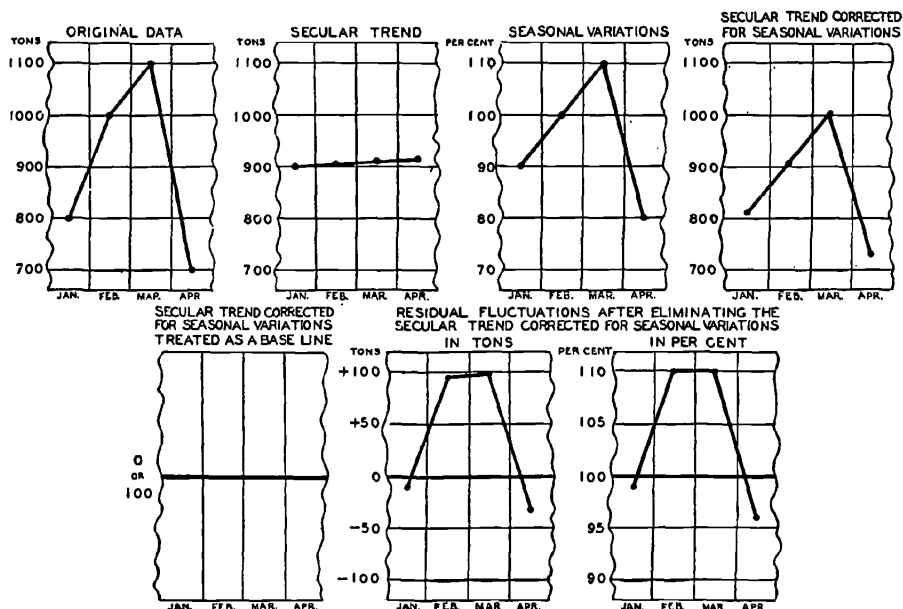 ORIGINAL DATA
TONS
1100
1000
900
800
700
JAN. FEB. MAR. APR
SECULAR TREND
TONS
1100
1000
900
800
700
JAN. FEB. MAR. APR.
SEASONAL VARIATIONS
PER CENT
110
100
90
80
70
JAN. FEB. MAR. APR.
SECULAR TREND CORRECTED
FOR SEASONAL VARIATIONS
TONS
1100
1000
900
800
700
JAN. FEB. MAR. APR.
SECULAR TREND CORRECTED
FOR SEASONAL VARIATIONS
TREATED AS A BASE LINE
0
OR
100
JAN. FEB. MAR. APR.
RESIDUAL FLUCTUATIONS AFTER ELIMINATING THE
SECULAR TREND CORRECTED FOR SEASONAL VARIATIONS
IN TONS
TONS
+100
+50
0
-50
-100
JAN. FEB. MAR. APR.
IN PER CENT
PER CENT
110
105
100
95
90
JAN. FEB. MAR. APR.